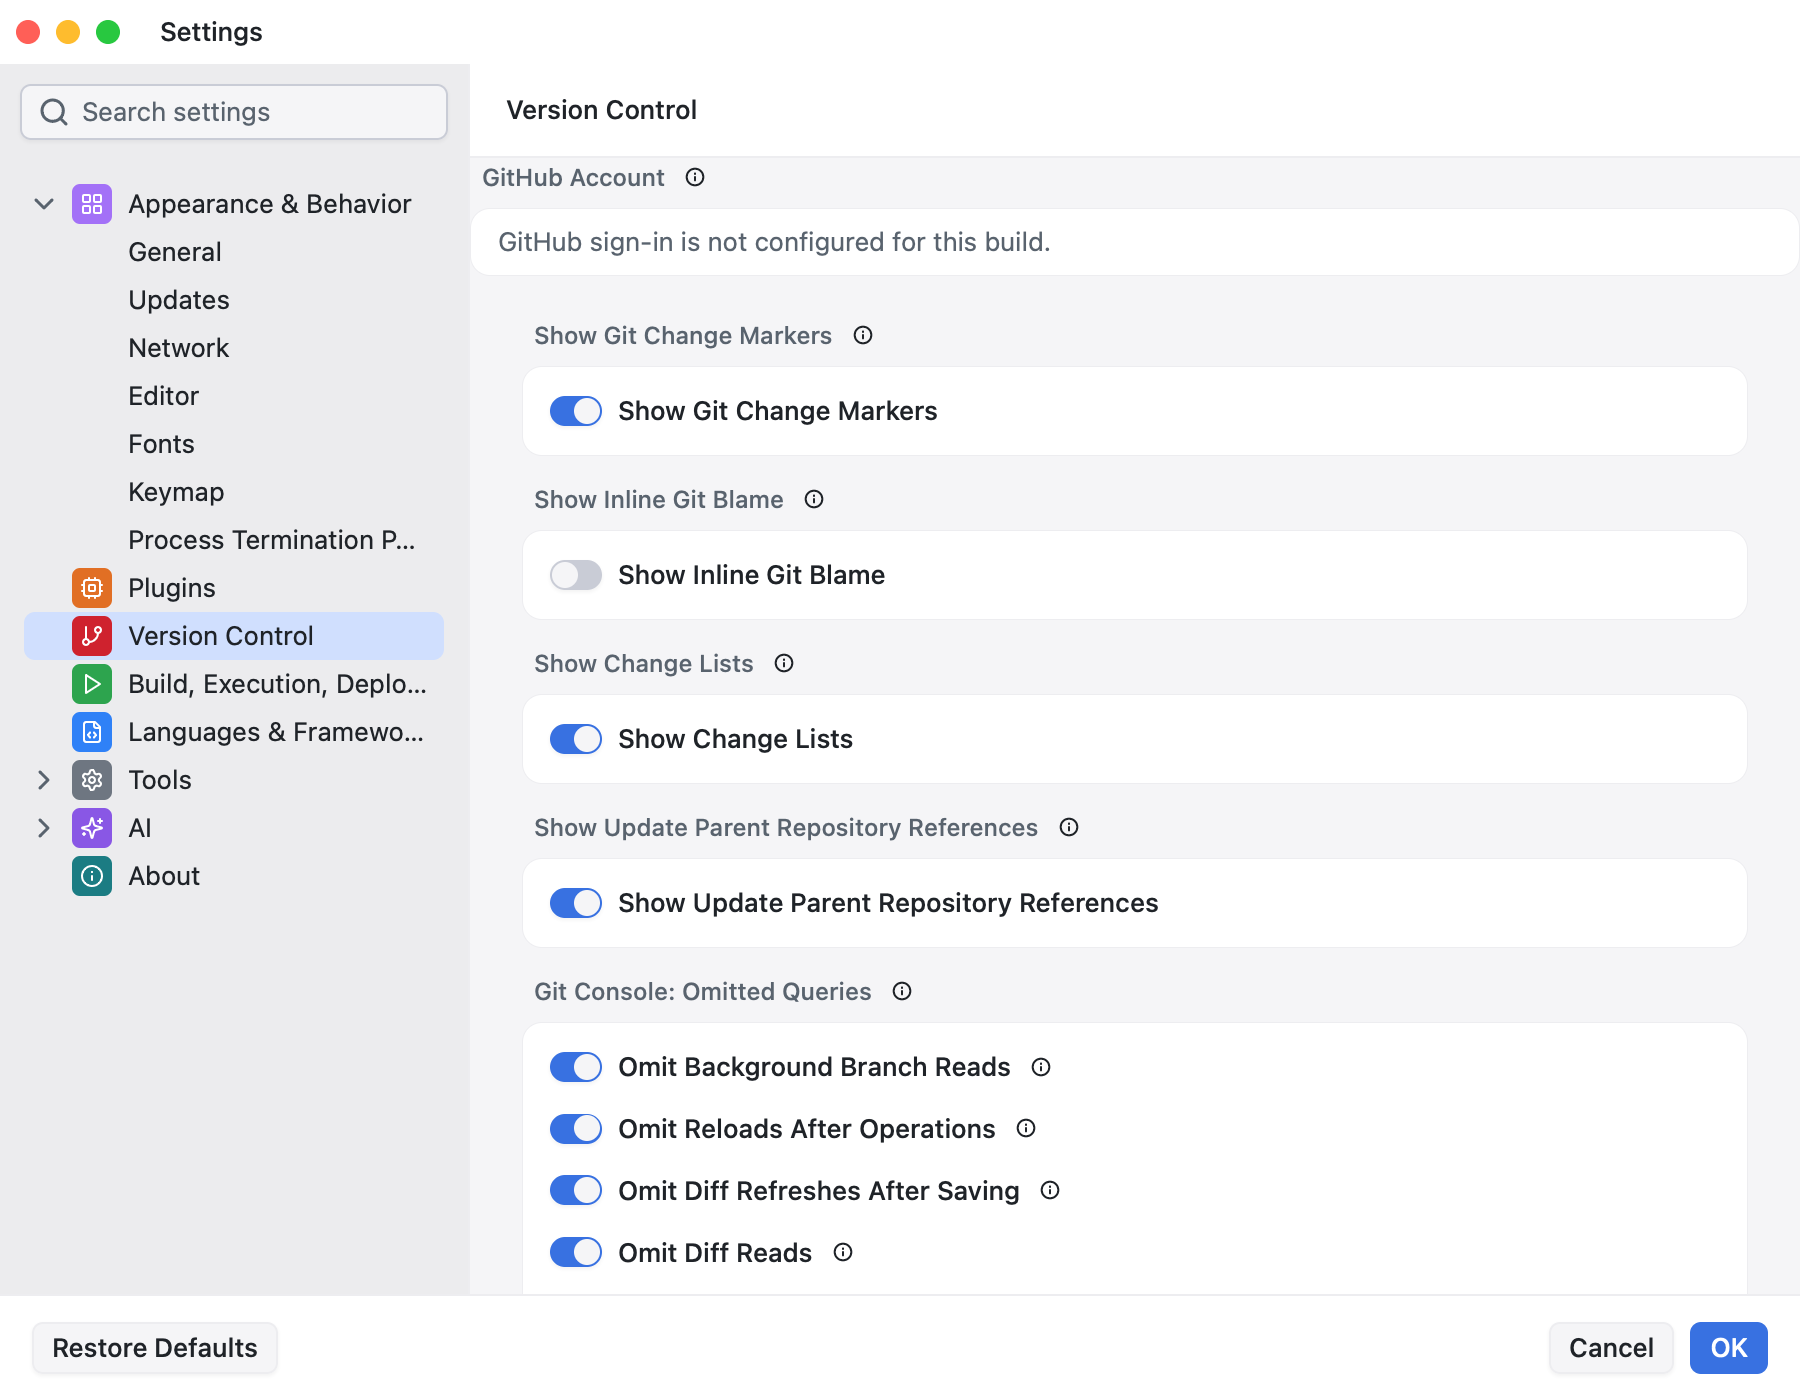 Settings
Search settings
Appearance & Behavior
General
Updates
Network
Editor
Fonts
Keymap
Process Termination P...
Plugins
Version Control
Build, Execution, Deplo...
Languages & Framewo...
Tools
AI
About
Version Control
GitHub Account
GitHub sign-in is not configured for this build.
Show Git Change Markers
Show Git Change Markers
Show Inline Git Blame
Show Inline Git Blame
Show Change Lists
Show Change Lists
Show Update Parent Repository References
Show Update Parent Repository References
Git Console: Omitted Queries
Omit Background Branch Reads
Omit Reloads After Operations
Omit Diff Refreshes After Saving
Omit Diff Reads
Restore Defaults
Cancel
OK